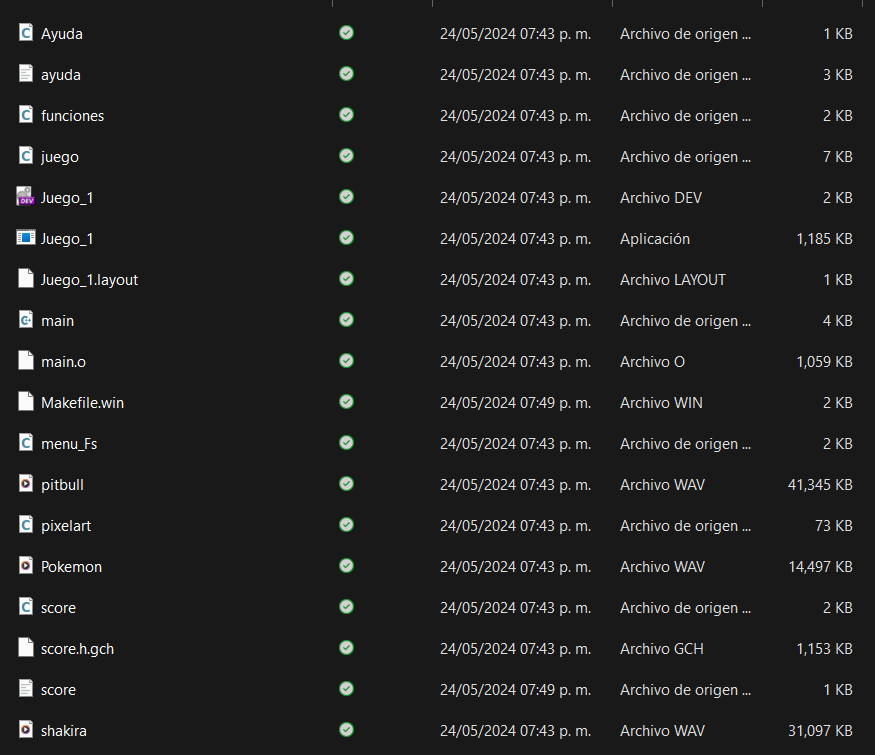 Ayuda 24/05/2024 07:43 p. m. Archivo de origen ... 1 KB
ayuda 24/05/2024 07:43 p. m. Archivo de origen ... 3 KB
funciones 24/05/2024 07:43 p. m. Archivo de origen ... 2 KB
juego 24/05/2024 07:43 p. m. Archivo de origen ... 7 KB
DEV Juego_1 24/05/2024 07:43 p. m. Archivo DEV 2 KB
Juego_1 24/05/2024 07:43 p. m. Aplicación 1,185 KB
Juego_1.layout 24/05/2024 07:43 p. m. Archivo LAYOUT 1 KB
main 24/05/2024 07:43 p. m. Archivo de origen ... 4 KB
main.o 24/05/2024 07:43 p. m. Archivo O 1,059 KB
Makefile.win 24/05/2024 07:49 p. m. Archivo WIN 2 KB
menu_Fs 24/05/2024 07:43 p. m. Archivo de origen ... 2 KB
pitbull 24/05/2024 07:43 p. m. Archivo WAV 41,345 KB
pixelart 24/05/2024 07:43 p. m. Archivo de origen ... 73 KB
Pokemon 24/05/2024 07:43 p. m. Archivo WAV 14,497 KB
score 24/05/2024 07:43 p. m. Archivo de origen ... 2 KB
score.h.gch 24/05/2024 07:43 p. m. Archivo GCH 1,153 KB
score 24/05/2024 07:49 p. m. Archivo de origen ... 1 KB
shakira 24/05/2024 07:43 p. m. Archivo WAV 31,097 KB